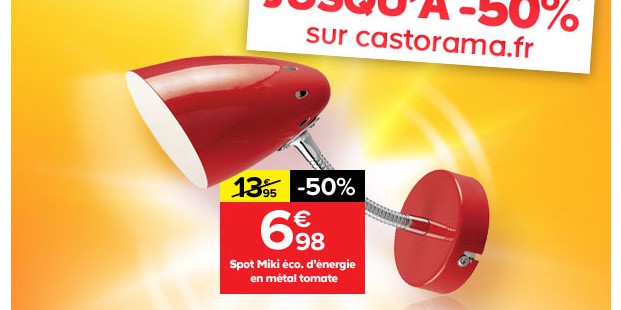 JUSQU'À -50%
sur castorama.fr
13€95 -50%
6€98
Spot Miki éco. d'énergie
en métal tomate